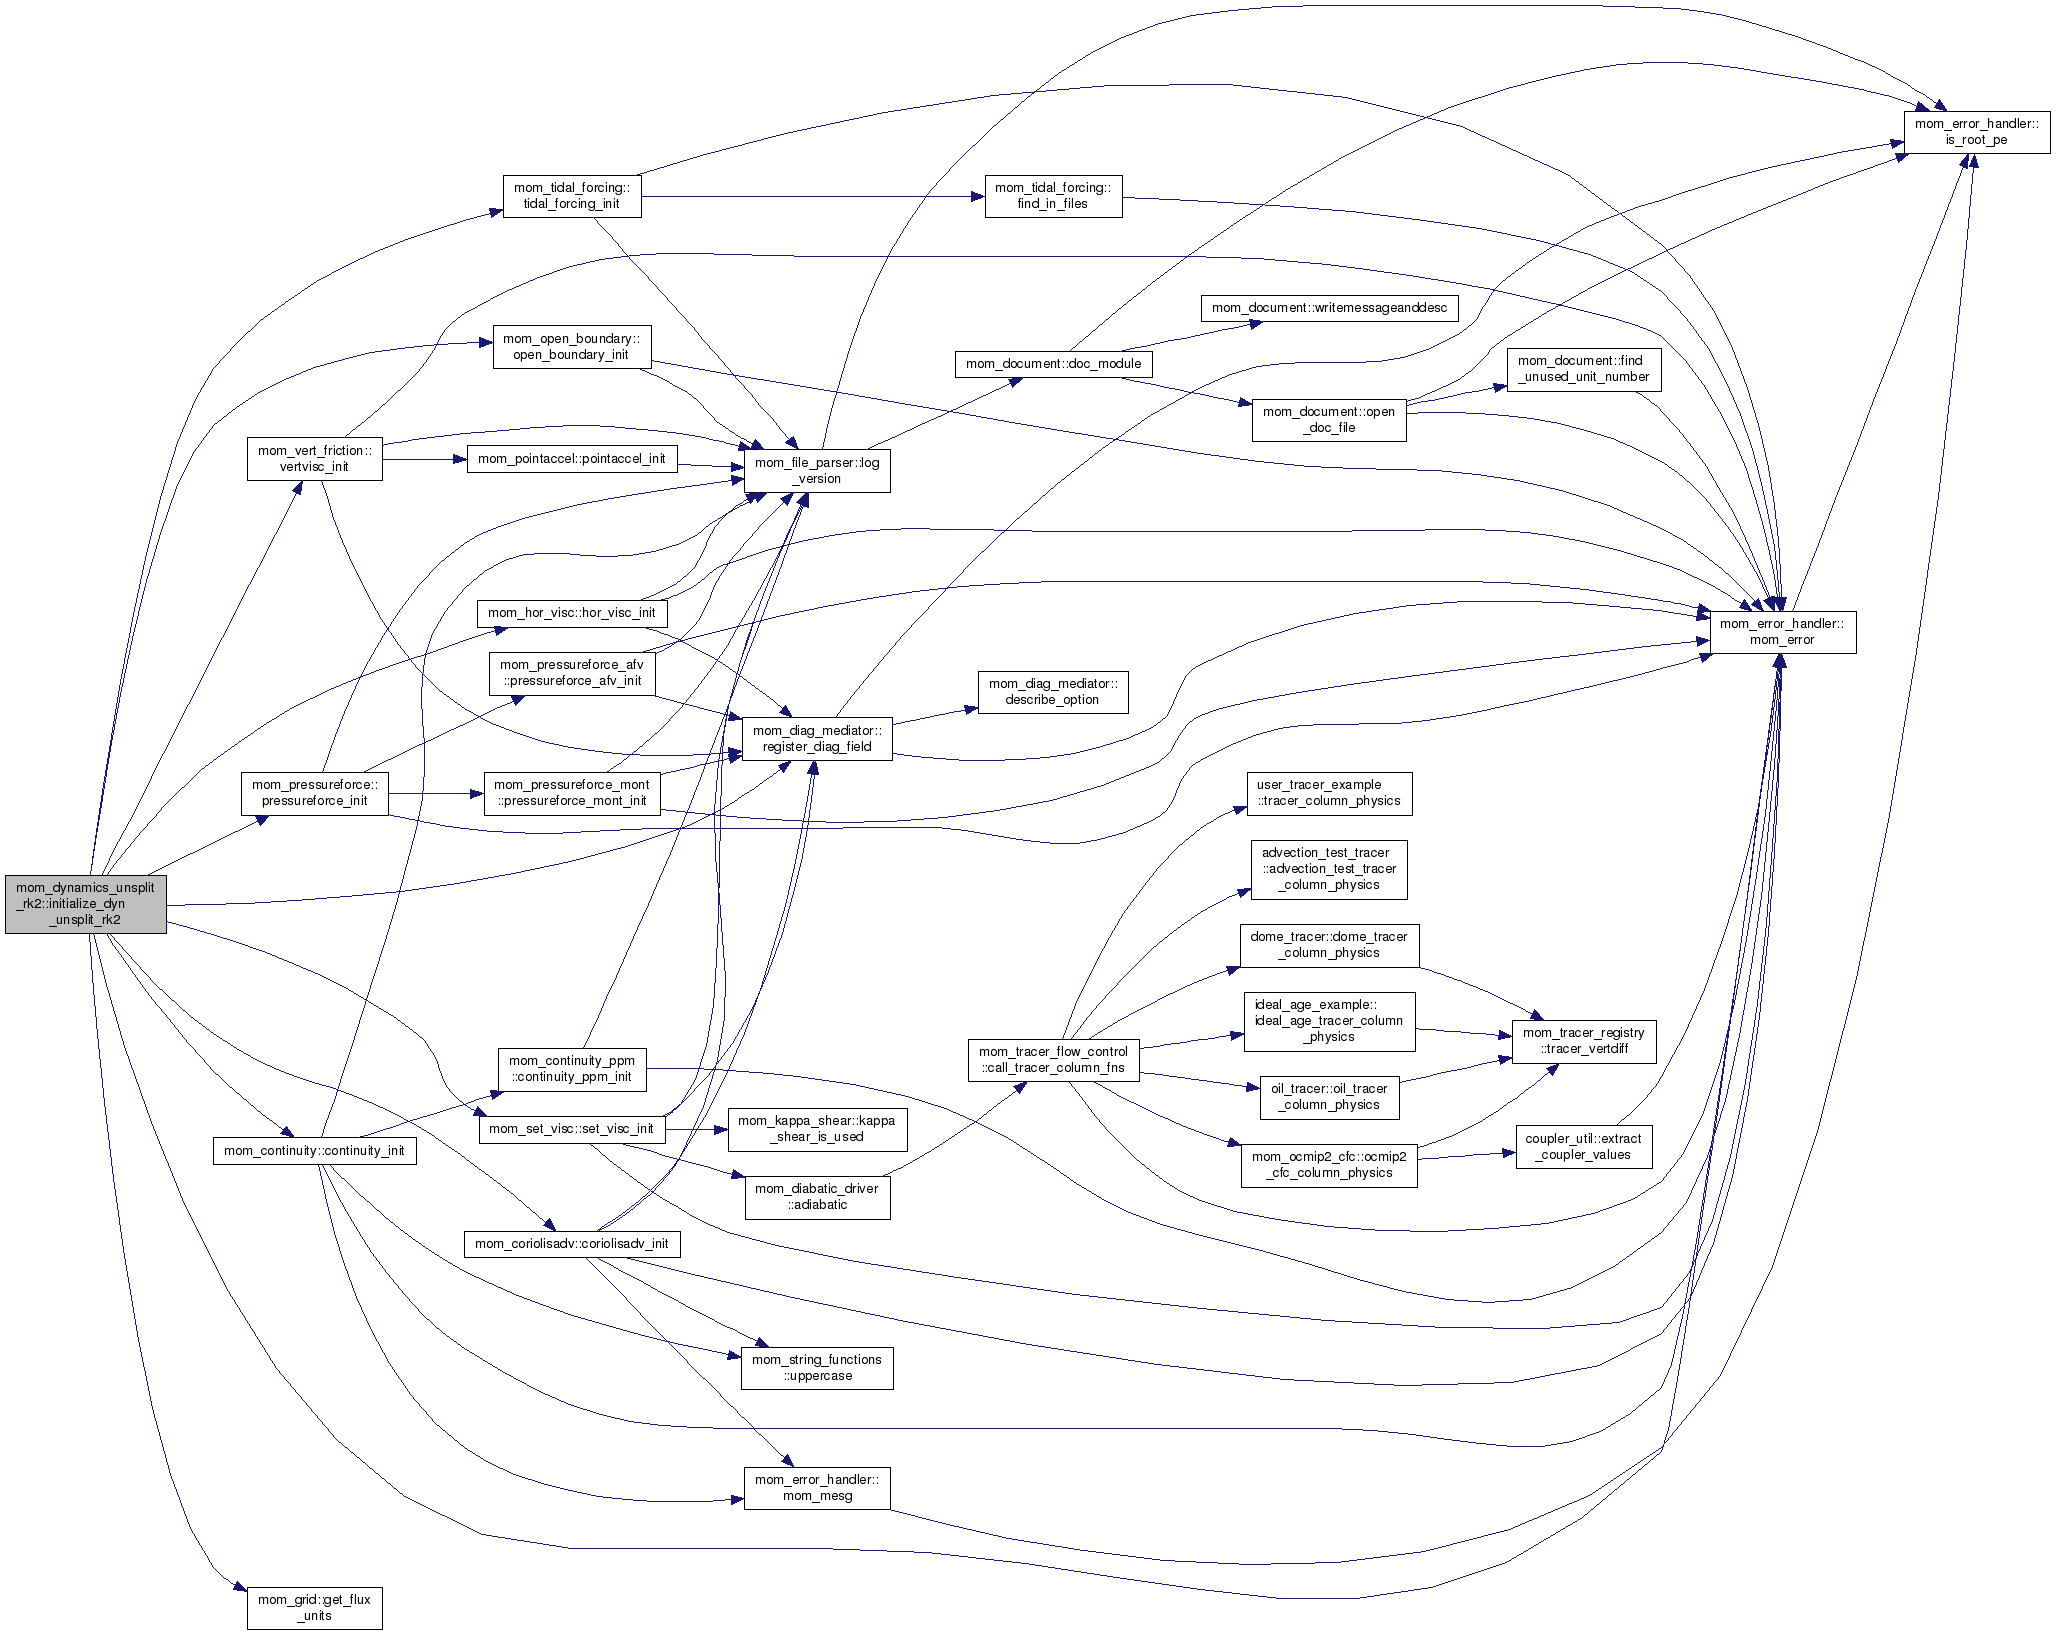 mom_error_handler::
is_root_pe
mom_tidal_forcing::
tidal_forcing_init
mom_tidal_forcing::
find_in_files
mom_document::writemessageanddesc
mom_open_boundary::
open_boundary_init
mom_document::doc_module
mom_document::find
_unused_unit_number
mom_document::open
_doc_file
mom_vert_friction::
vertvisc_init
mom_pointaccel::pointaccel_init
mom_file_parser::log
_version
mom_hor_visc::hor_visc_init
mom_error_handler::
mom_error
mom_pressureforce_afv
::pressureforce_afv_init
mom_diag_mediator::
describe_option
mom_diag_mediator::
register_diag_field
mom_pressureforce::
pressureforce_init
mom_pressureforce_mont
::pressureforce_mont_init
user_tracer_example
::tracer_column_physics
advection_test_tracer
::advection_test_tracer
_column_physics
mom_dynamics_unsplit
_rk2::initialize_dyn
_unsplit_rk2
dome_tracer::dome_tracer
_column_physics
ideal_age_example::
ideal_age_tracer_column
_physics
mom_tracer_registry
::tracer_vertdiff
mom_tracer_flow_control
::call_tracer_column_fns
mom_continuity_ppm
::continuity_ppm_init
oil_tracer::oil_tracer
_column_physics
mom_set_visc::set_visc_init
mom_kappa_shear::kappa
_shear_is_used
coupler_util::extract
_coupler_values
mom_continuity::continuity_init
mom_ocmip2_cfc::ocmip2
_cfc_column_physics
mom_diabatic_driver
::adiabatic
mom_coriolisadv::coriolisadv_init
mom_string_functions
::uppercase
mom_error_handler::
mom_mesg
mom_grid::get_flux
_units